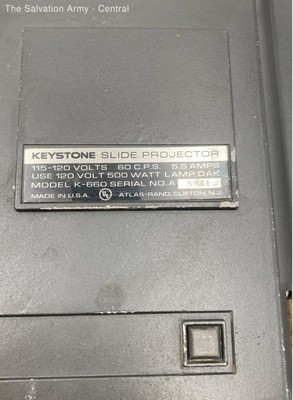 The Salvation Army - Central
KEYSTONE SLIDE PROJECTOR
115-120 VOLTS 60 C.P.S. 5.5 AMPS
USE 120 VOLT 500 WATT LAMP DAK
MODEL K-660 SERIAL NO. A
MADE IN U.S.A. UL ATLAS-RAND, CLIFTON, N.J.